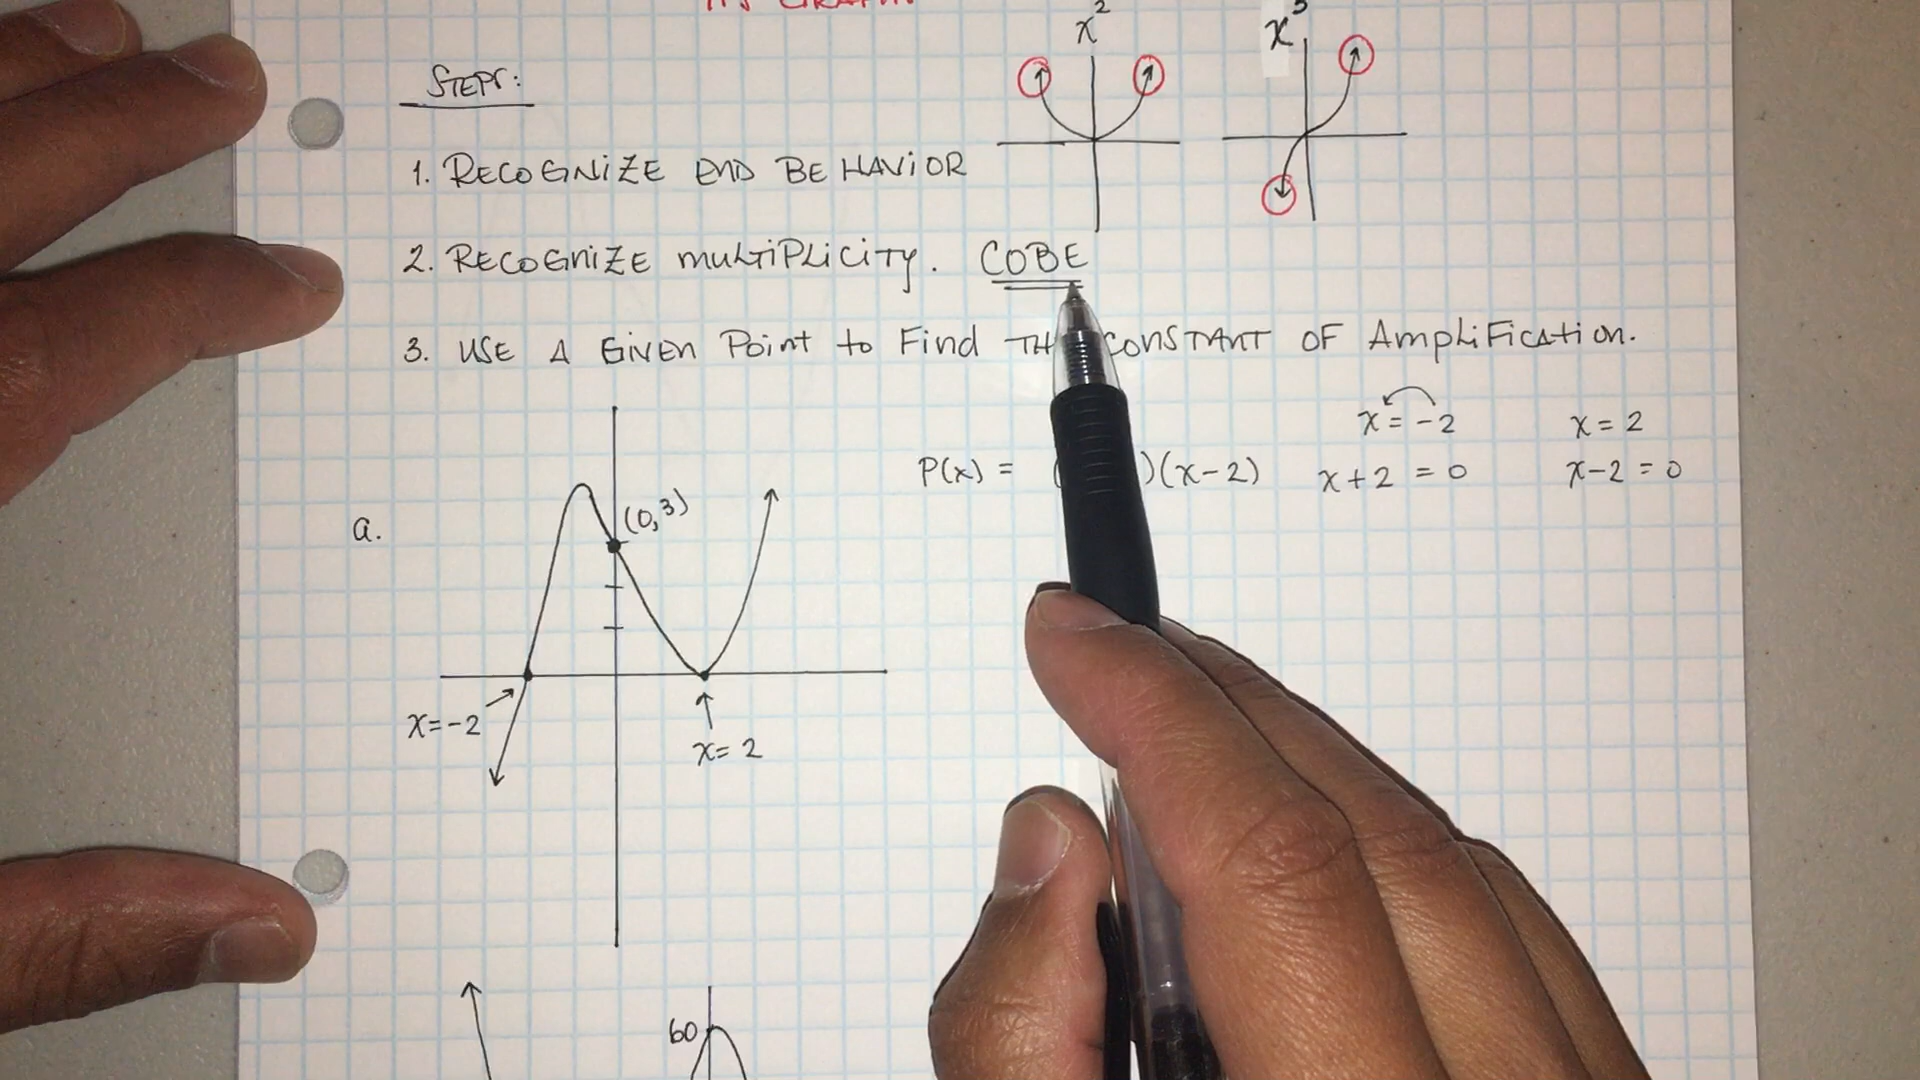 x²
x³
STEPS:
1. RECOGNIZE END BEHAVIOR
2. RECOGNIZE MULTIPLICITY. COBE
3. USE A GIVEN POINT TO FIND CONSTANT OF AMPLIFICATION.
x = -2
x = 2
P(x) = ( )(x-2)
x+2 = 0
x-2 = 0
a.
(0,3)
x=-2
x= 2
60